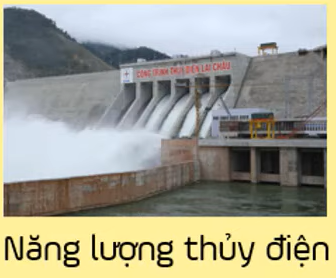 CÔNG TRÌNH THỦY ĐIỆN LAI CHÂU
Năng lượng thủy điện